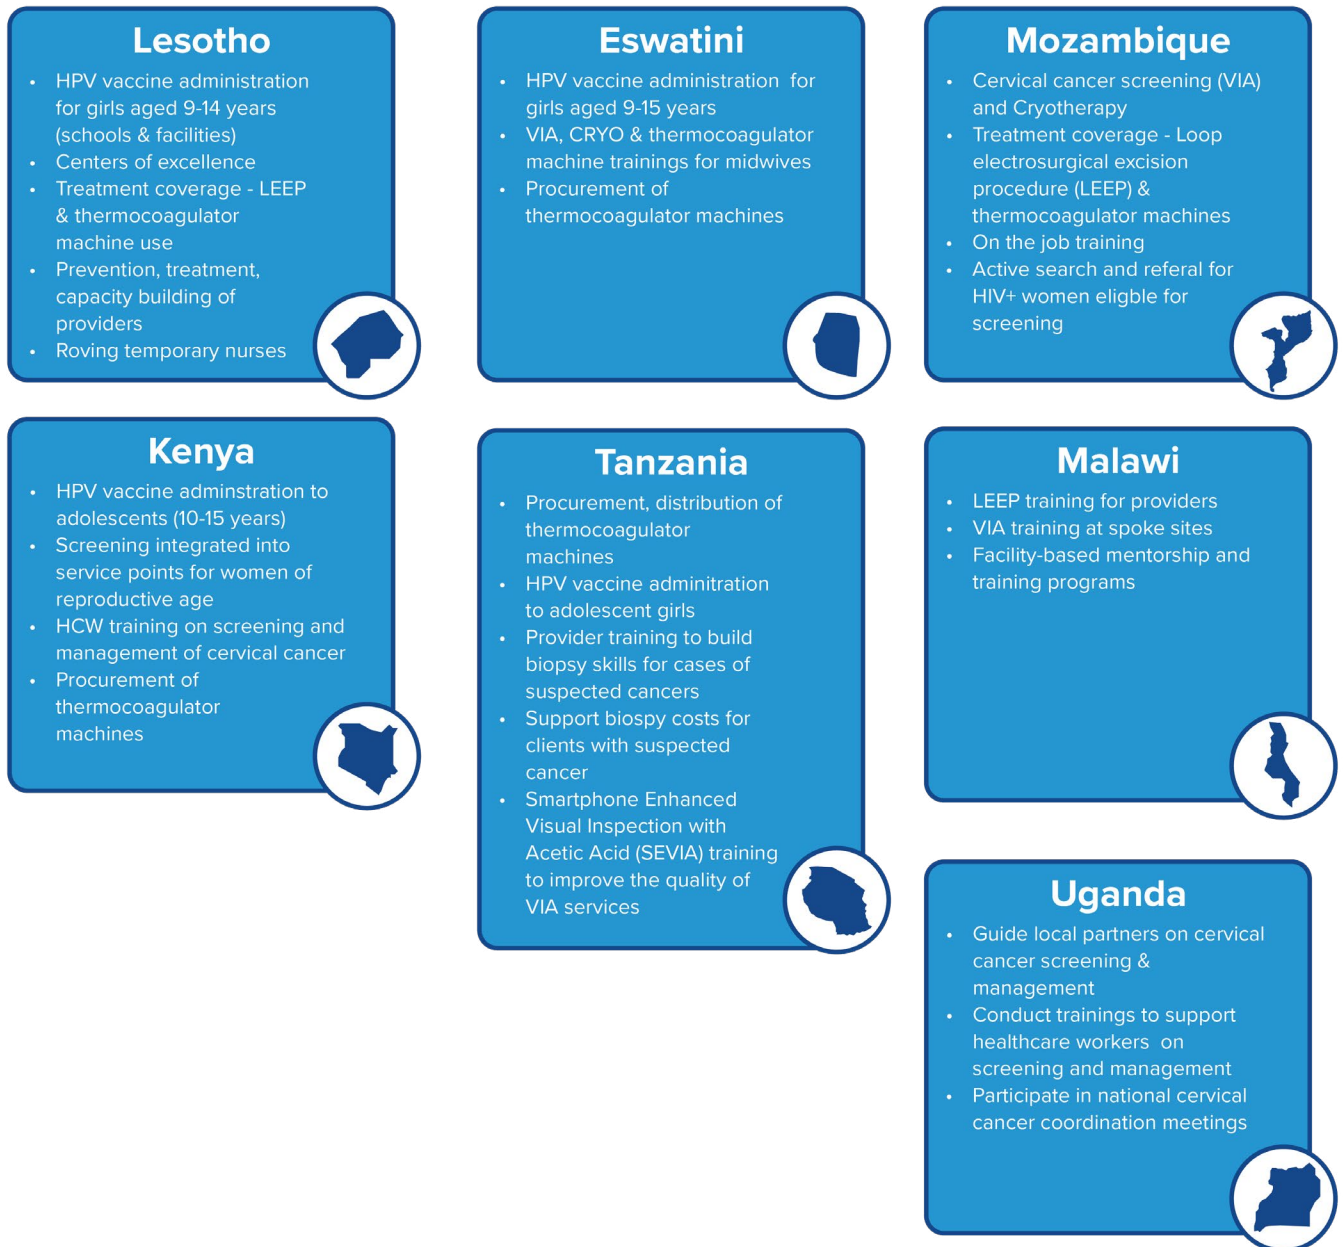 Lesotho
• HPV vaccine administration
for girls aged 9-14 years
(schools & facilities)
• Centers of excellence
• Treatment coverage - LEEP
& thermocoagulator
machine use
• Prevention, treatment,
capacity building of
providers
• Roving temporary nurses
Eswatini
• HPV vaccine administration for
girls aged 9-15 years
• VIA, CRYO & thermocoagulator
machine trainings for midwives
• Procurement of
thermocoagulator machines
Mozambique
• Cervical cancer screening (VIA)
and Cryotherapy
• Treatment coverage - Loop
electrosurgical excision
procedure (LEEP) &
thermocoagulator machines
• On the job training
• Active search and referal for
HIV+ women eligble for
screening
Kenya
• HPV vaccine adminstration to
adolescents (10-15 years)
• Screening integrated into
service points for women of
reproductive age
• HCW training on screening and
management of cervical cancer
• Procurement of
thermocoagulator
machines
Tanzania
• Procurement, distribution of
thermocoagulator
machines
• HPV vaccine adminitration
to adolescent girls
• Provider training to build
biopsy skills for cases of
suspected cancers
• Support biospy costs for
clients with suspected
cancer
• Smartphone Enhanced
Visual Inspection with
Acetic Acid (SEVIA) training
to improve the quality of
VIA services
Malawi
• LEEP training for providers
• VIA training at spoke sites
• Facility-based mentorship and
training programs
Uganda
• Guide local partners on cervical
cancer screening &
management
• Conduct trainings to support
healthcare workers on
screening and management
• Participate in national cervical
cancer coordination meetings